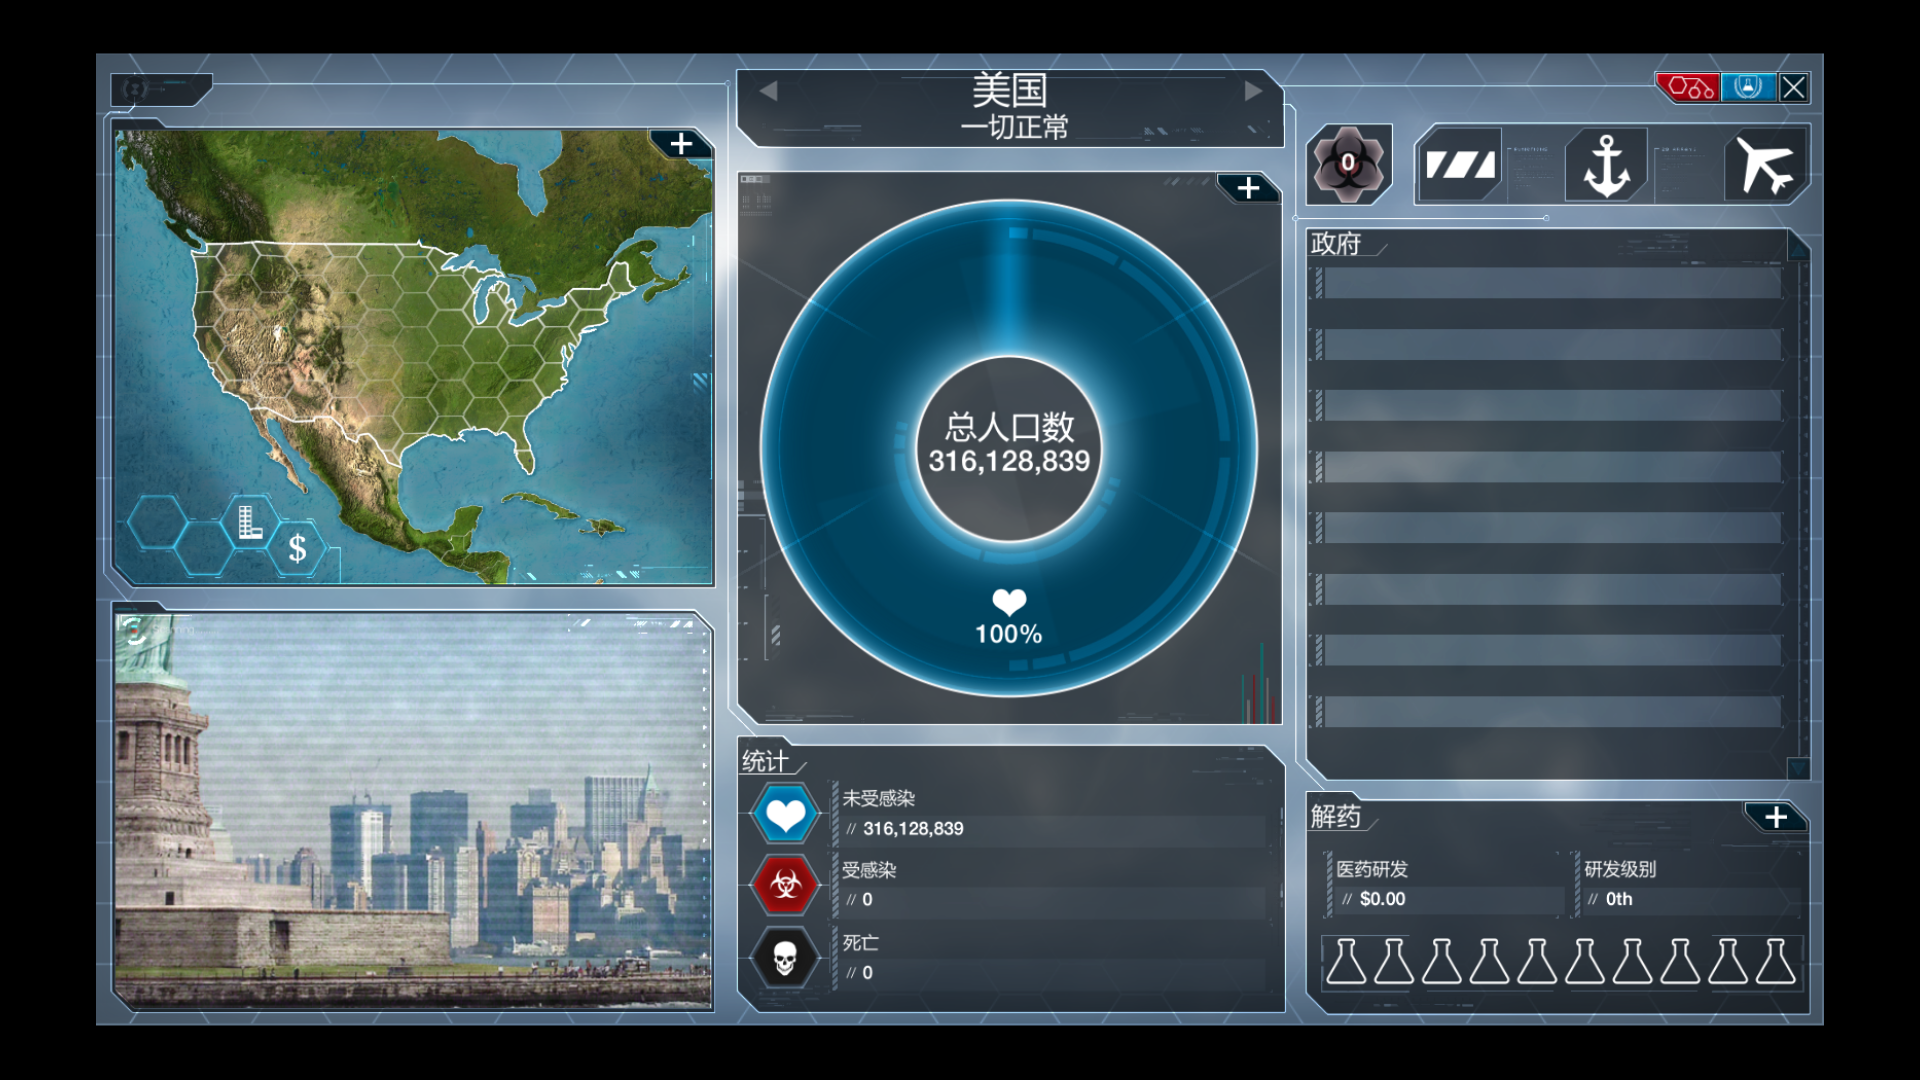 美国
一切正常
0
$
总人口数
316,128,839
100%
统计
未受感染
// 316,128,839
受感染
// 0
死亡
// 0
政府
解药
医药研发
// $0.00
研发级别
// 0th